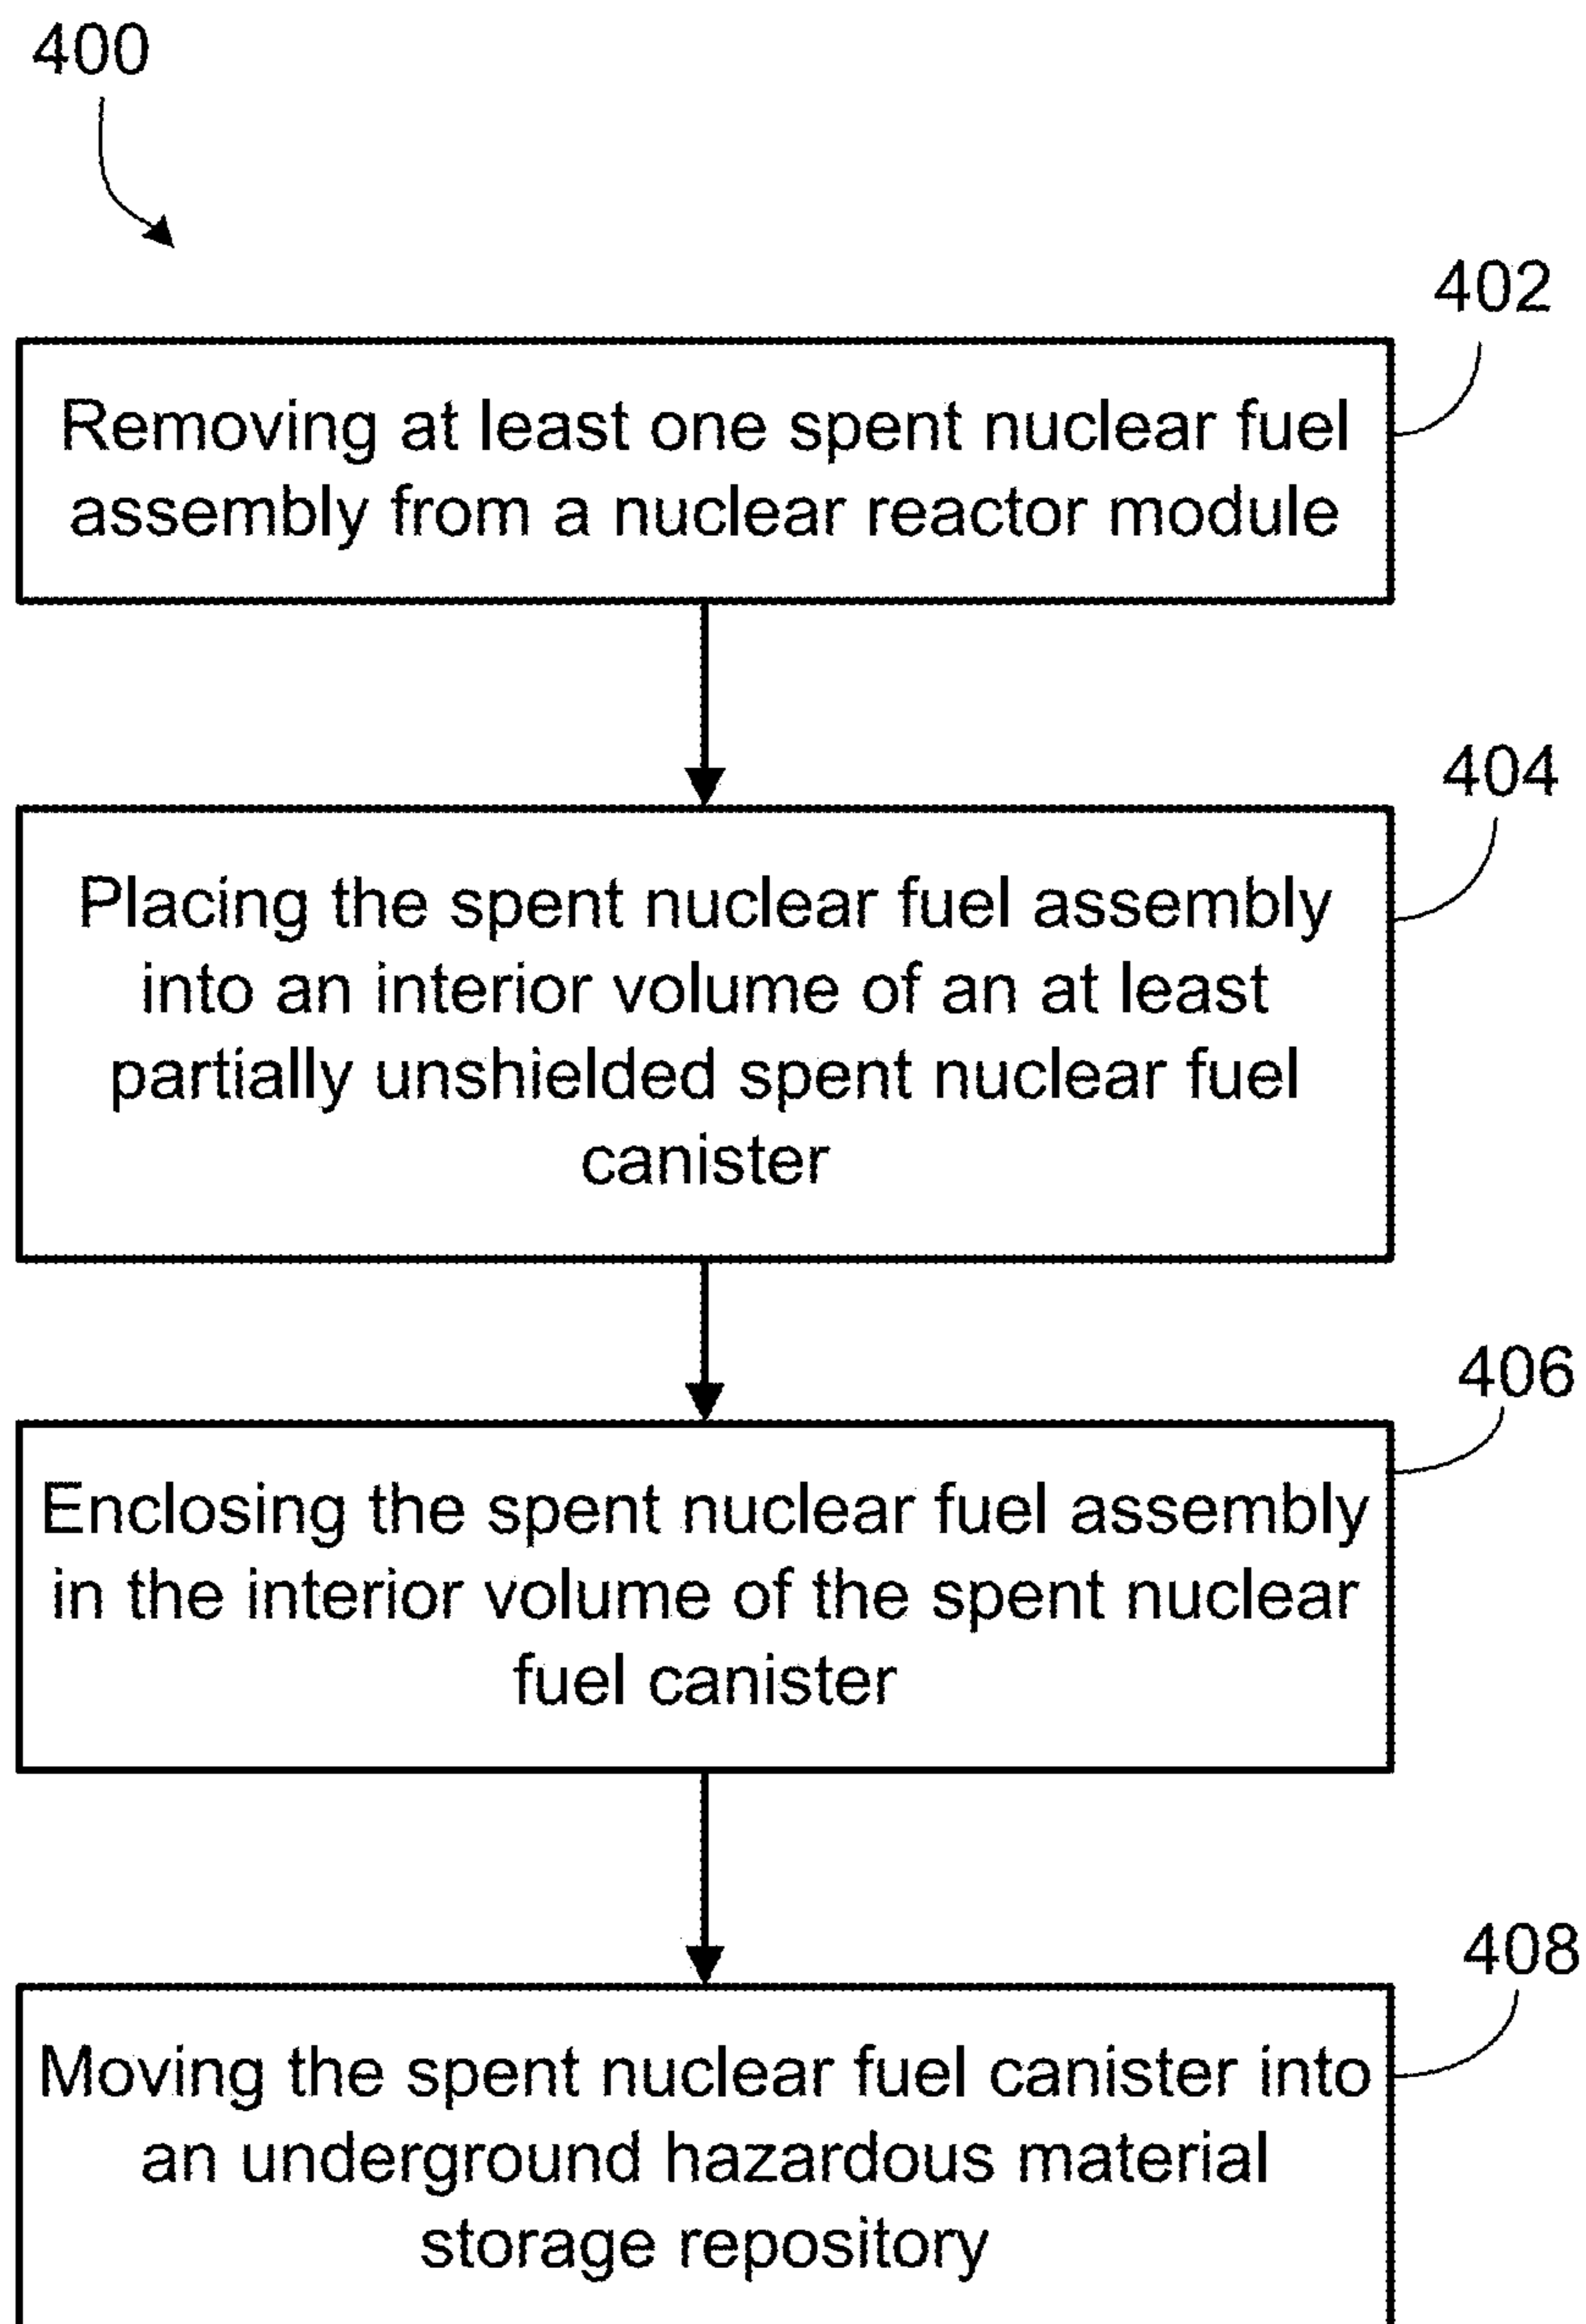 400
402
Removing at least one spent nuclear fuel
assembly from a nuclear reactor module
404
Placing the spent nuclear fuel assembly
into an interior volume of an at least
partially unshielded spent nuclear fuel
canister
406
Enclosing the spent nuclear fuel assembly
in the interior volume of the spent nuclear
fuel canister
408
Moving the spent nuclear fuel canister into
an underground hazardous material
storage repository